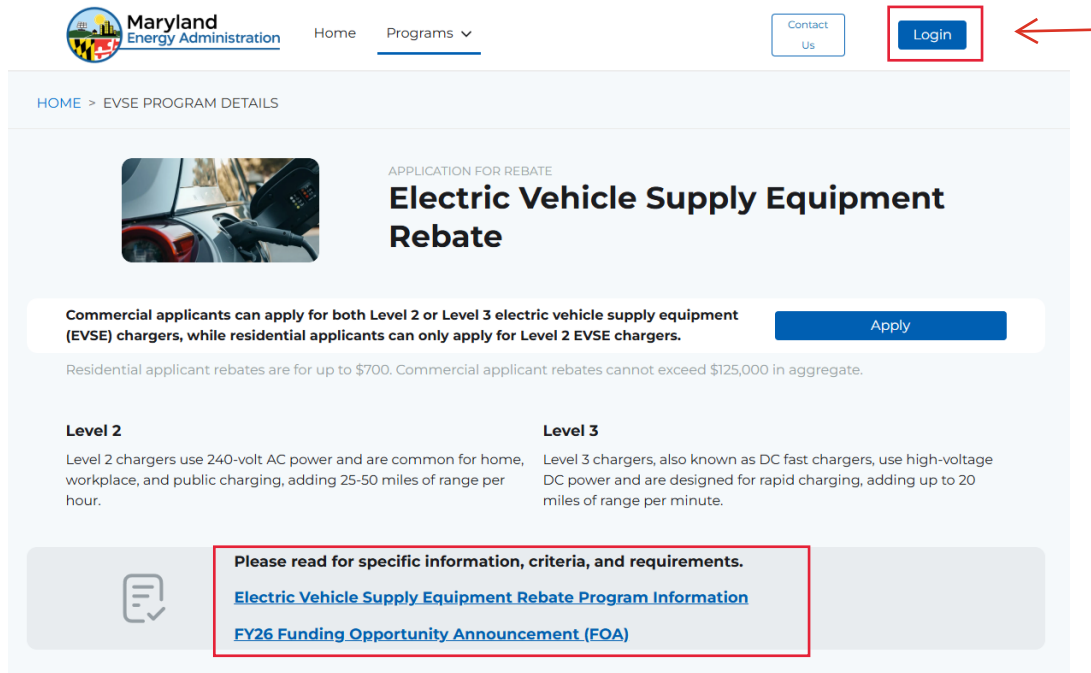 Maryland
Energy Administration
Home
Programs
Contact
Us
Login
HOME > EVSE PROGRAM DETAILS
APPLICATION FOR REBATE
Electric Vehicle Supply Equipment
Rebate
Commercial applicants can apply for both Level 2 or Level 3 electric vehicle supply equipment
(EVSE) chargers, while residential applicants can only apply for Level 2 EVSE chargers.
Apply
Residential applicant rebates are for up to $700. Commercial applicant rebates cannot exceed $125,000 in aggregate.
Level 2
Level 2 chargers use 240-volt AC power and are common for home,
workplace, and public charging, adding 25-50 miles of range per
hour.
Level 3
Level 3 chargers, also known as DC fast chargers, use high-voltage
DC power and are designed for rapid charging, adding up to 20
miles of range per minute.
Please read for specific information, criteria, and requirements.
Electric Vehicle Supply Equipment Rebate Program Information
FY26 Funding Opportunity Announcement (FOA)